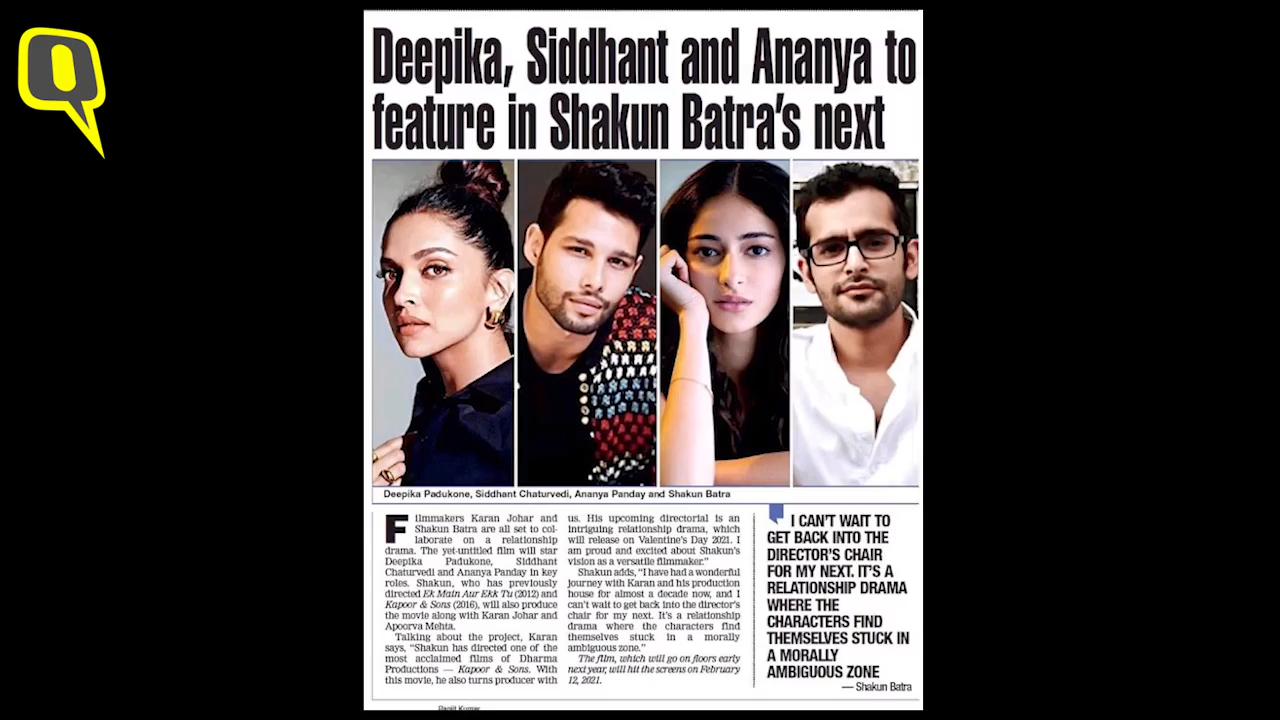 Deepika, Siddhant and Ananya to
feature in Shakun Batra's next
Deepika Padukone, Siddhant Chaturvedi, Ananya Panday and Shakun Batra
Filmmakers Karan Johar and
Shakun Batra are all set to col-
laborate on a relationship
drama. The yet-untitled film will star
Deepika Padukone, Siddhant
Chaturvedi and Ananya Panday in key
roles. Shakun, who has previously
directed Ek Main Aur Ekk Tu (2012) and
Kapoor & Sons (2016), will also produce
the movie along with Karan Johar and
Apoorva Mehta.
Talking about the project, Karan
says, "Shakun has directed one of the
most acclaimed films of Dharma
Productions — Kapoor & Sons. With
this movie, he also turns producer with
us. His upcoming directorial is an
intriguing relationship drama, which
will release on Valentine's Day 2021. I
am proud and excited about Shakun's
vision as a versatile filmmaker."
Shakun adds, "I have had a wonderful
journey with Karan and his production
house for almost a decade now, and I
can't wait to get back into the director's
chair for my next. It's a relationship
drama where the characters find
themselves stuck in a morally
ambiguous zone."
The film, which will go on floors early
next year, will hit the screens on February
12, 2021.
I CAN'T WAIT TO
GET BACK INTO THE
DIRECTOR'S CHAIR
FOR MY NEXT. IT'S A
RELATIONSHIP DRAMA
WHERE THE
CHARACTERS FIND
THEMSELVES STUCK IN
A MORALLY
AMBIGUOUS ZONE
— Shakun Batra